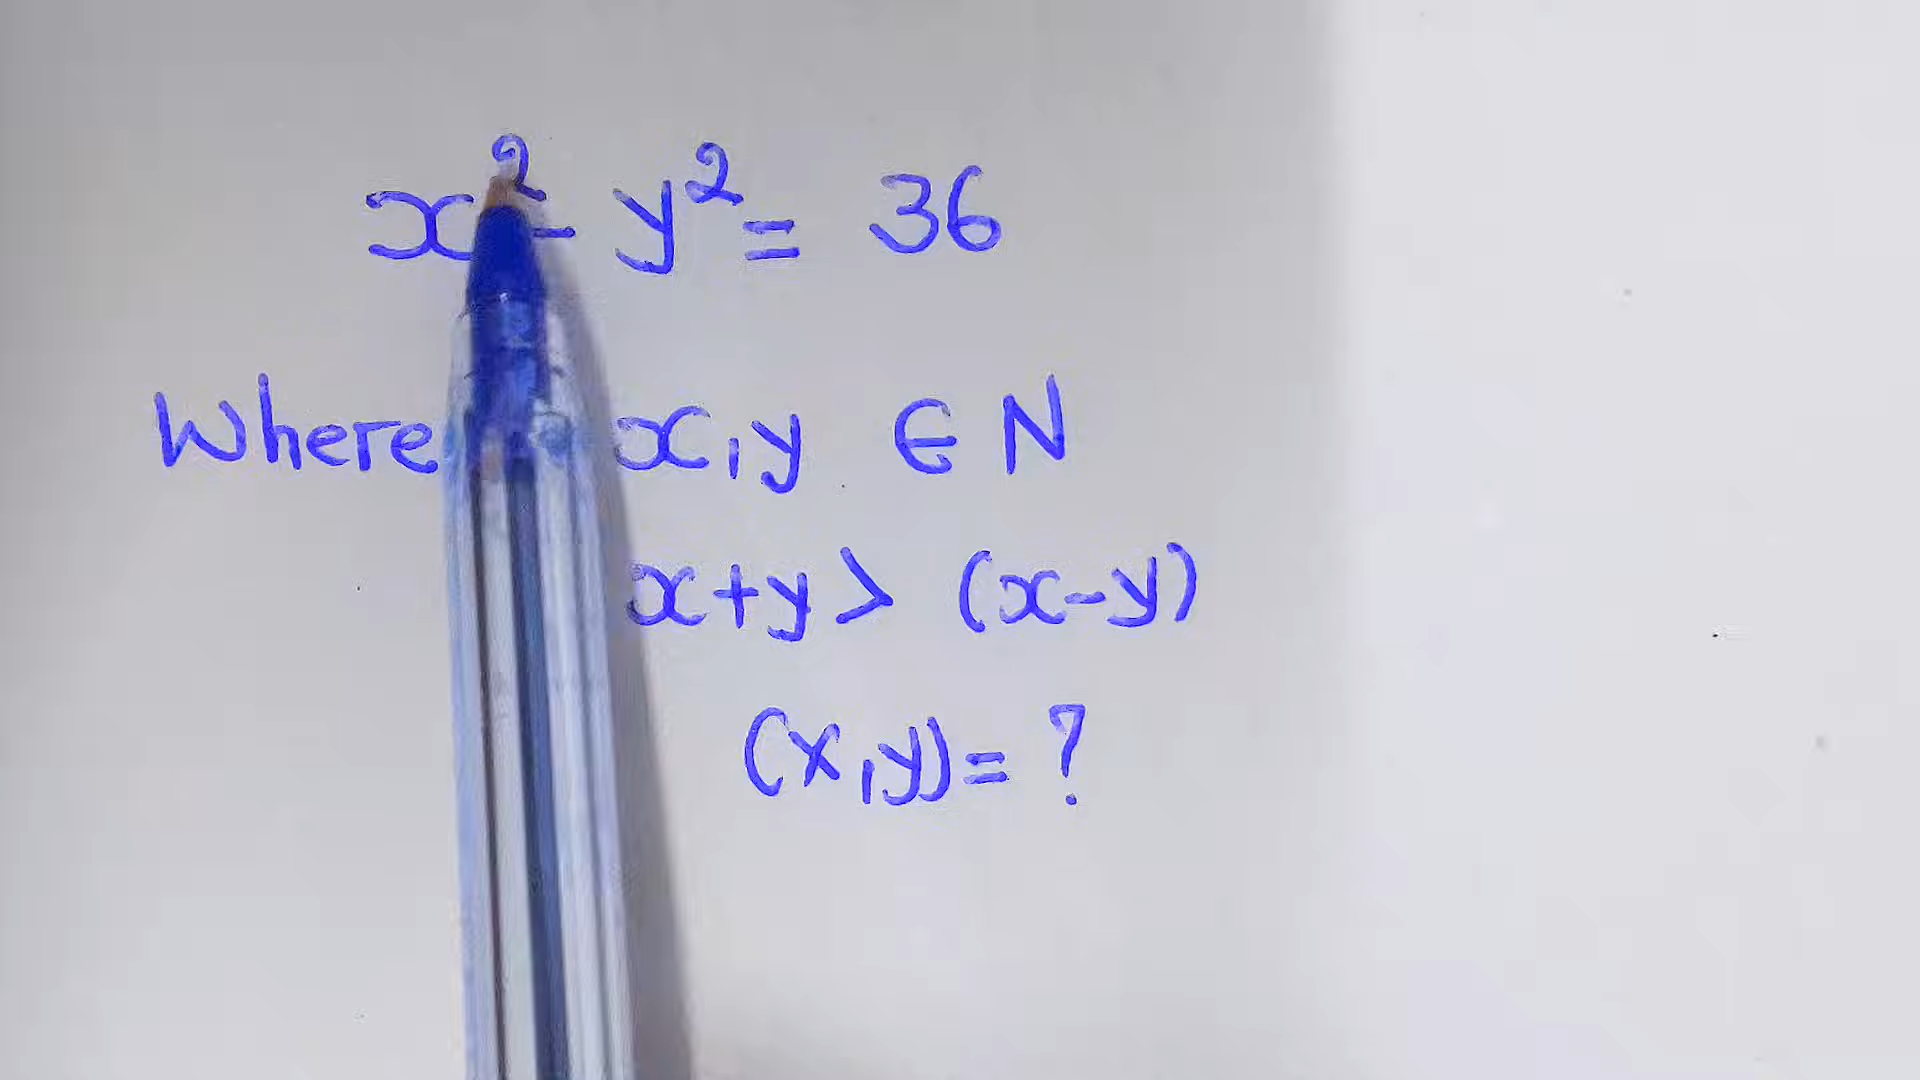 x² - y² = 36
Where x, y ∈ N
x+y > (x-y)
(x, y) = ?